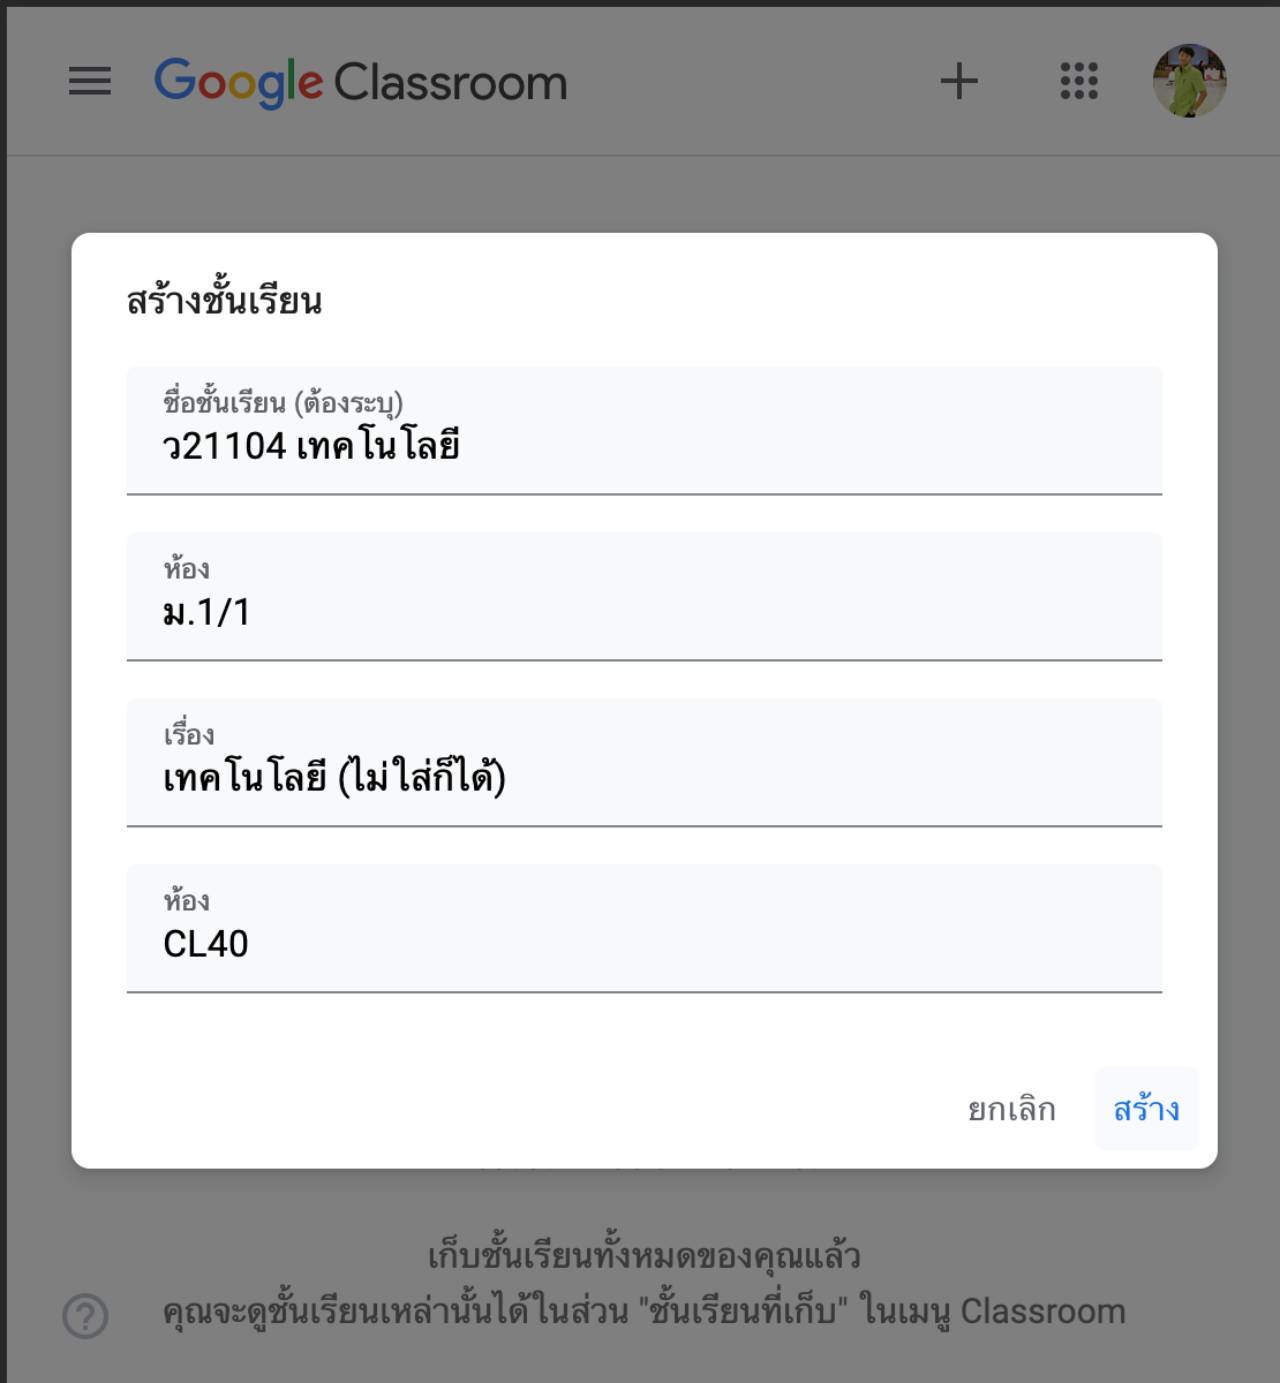 Google Classroom
สร้างชั้นเรียน
ชื่อชั้นเรียน (ต้องระบุ)
ว21104 เทคโนโลยี
ห้อง
ม.1/1
เรื่อง
เทคโนโลยี (ไม่ใส่ก็ได้)
ห้อง
CL40
ยกเลิก สร้าง
เก็บชั้นเรียนทั้งหมดของคุณแล้ว
คุณจะดูชั้นเรียนเหล่านั้นได้ในส่วน "ชั้นเรียนที่เก็บ" ในเมนู Classroom